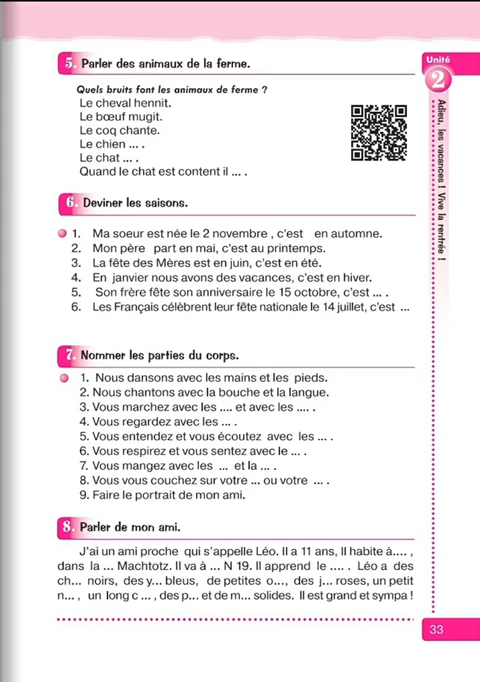 5. Parler des animaux de la ferme.
Quels bruits font les animaux de ferme ?
Le cheval hennit.
Le bœuf mugit.
Le coq chante.
Le chien ... .
Le chat ... .
Quand le chat est content il ... .
6. Deviner les saisons.
1. Ma soeur est née le 2 novembre , c'est en automne.
2. Mon père part en mai, c'est au printemps.
3. La fête des Mères est en juin, c'est en été.
4. En janvier nous avons des vacances, c'est en hiver.
5. Son frère fête son anniversaire le 15 octobre, c'est ... .
6. Les Français célèbrent leur fête nationale le 14 juillet, c'est ...
7. Nommer les parties du corps.
1. Nous dansons avec les mains et les pieds.
2. Nous chantons avec la bouche et la langue.
3. Vous marchez avec les .... et avec les .... .
4. Vous regardez avec les ... .
5. Vous entendez et vous écoutez avec les ... .
6. Vous respirez et vous sentez avec le ... .
7. Vous mangez avec les ... et la ... .
8. Vous vous couchez sur votre ... ou votre ... .
9. Faire le portrait de mon ami.
8. Parler de mon ami.
J'ai un ami proche qui s'appelle Léo. Il a 11 ans, Il habite à.... ,
dans la ... Machtotz. Il va à ... N 19. Il apprend le .... . Léo a des
ch... noirs, des y... bleus, de petites o..., des j... roses, un petit
n... , un long c ... , des p... et de m... solides. Il est grand et sympa !
Unité
2
Adieu, les vacances ! Vive la rentrée !
33